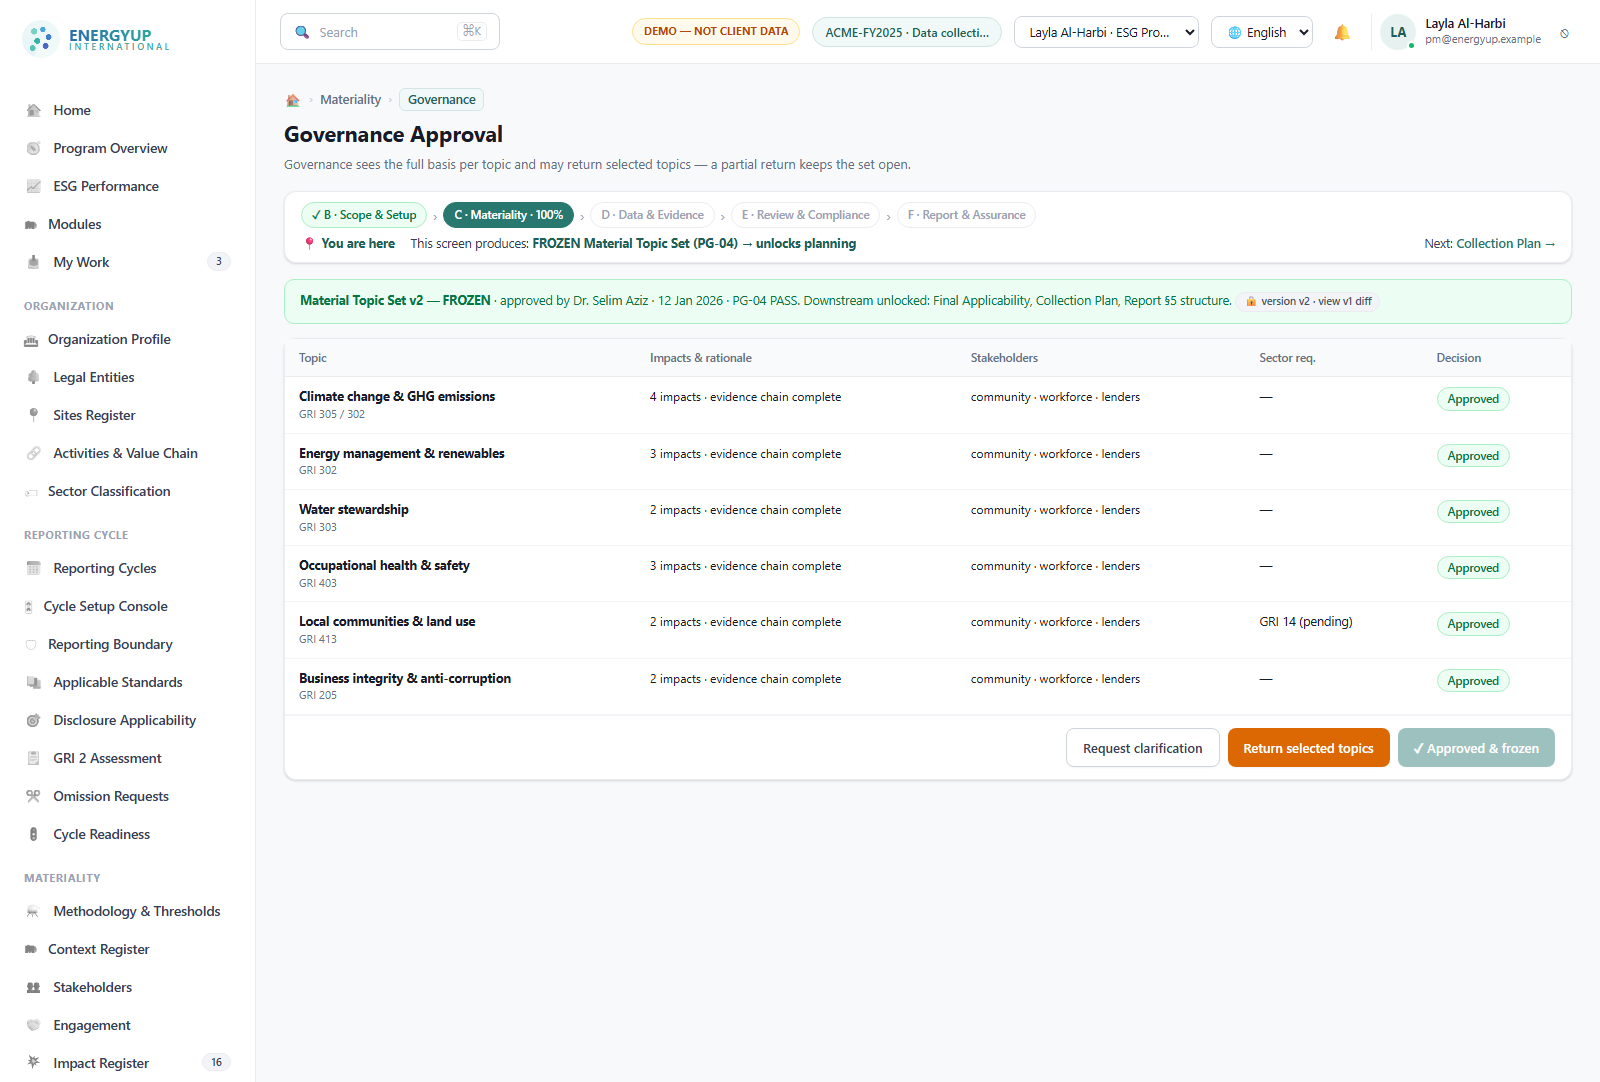 ENERGYUP
INTERNATIONAL
Search
⌘K
DEMO — NOT CLIENT DATA
ACME-FY2025 · Data collecti...
Layla Al-Harbi · ESG Pro...
English
LA
Layla Al-Harbi
pm@energyup.example
Home
Program Overview
ESG Performance
Modules
My Work
3
ORGANIZATION
Organization Profile
Legal Entities
Sites Register
Activities & Value Chain
Sector Classification
REPORTING CYCLE
Reporting Cycles
Cycle Setup Console
Reporting Boundary
Applicable Standards
Disclosure Applicability
GRI 2 Assessment
Omission Requests
Cycle Readiness
MATERIALITY
Methodology & Thresholds
Context Register
Stakeholders
Engagement
Impact Register
16
› Materiality › Governance
Governance Approval
Governance sees the full basis per topic and may return selected topics — a partial return keeps the set open.
✓ B · Scope & Setup › C · Materiality · 100% › D · Data & Evidence › E · Review & Compliance › F · Report & Assurance
You are here This screen produces: FROZEN Material Topic Set (PG-04) → unlocks planning
Next: Collection Plan →
Material Topic Set v2 — FROZEN · approved by Dr. Selim Aziz · 12 Jan 2026 · PG-04 PASS. Downstream unlocked: Final Applicability, Collection Plan, Report §5 structure. version v2 · view v1 diff
Topic Impacts & rationale Stakeholders Sector req. Decision
Climate change & GHG emissions 4 impacts · evidence chain complete community · workforce · lenders — Approved
GRI 305 / 302
Energy management & renewables 3 impacts · evidence chain complete community · workforce · lenders — Approved
GRI 302
Water stewardship 2 impacts · evidence chain complete community · workforce · lenders — Approved
GRI 303
Occupational health & safety 3 impacts · evidence chain complete community · workforce · lenders — Approved
GRI 403
Local communities & land use 2 impacts · evidence chain complete community · workforce · lenders GRI 14 (pending) Approved
GRI 413
Business integrity & anti-corruption 2 impacts · evidence chain complete community · workforce · lenders — Approved
GRI 205
Request clarification Return selected topics ✓ Approved & frozen